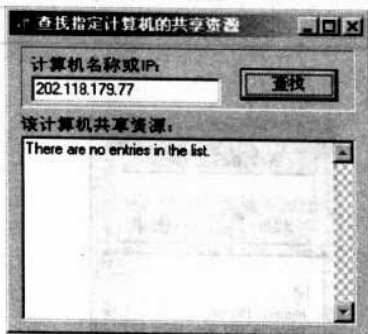 查找指定计算机的共享资源
计算机名称或IP:
202.118.179.77
查找
该计算机共享资源:
There are no entries in the list.